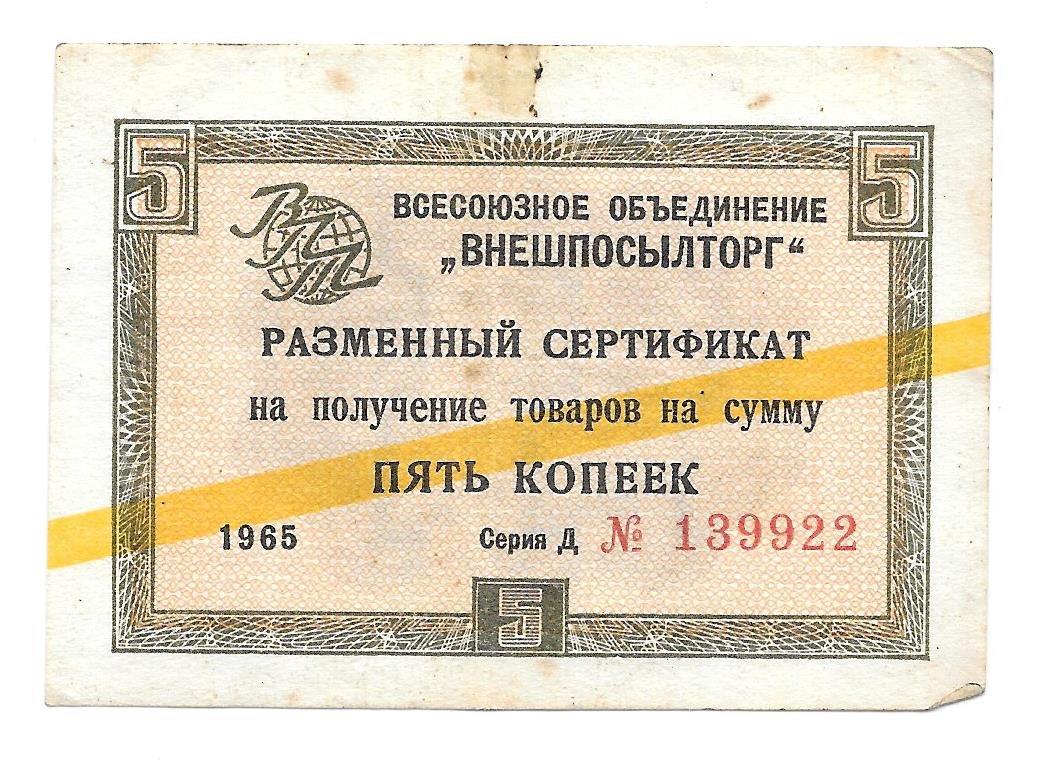 5 5
ВПТ
ВСЕСОЮЗНОЕ ОБЪЕДИНЕНИЕ
„ВНЕШПОСЫЛТОРГ“
РАЗМЕННЫЙ СЕРТИФИКАТ
на получение товаров на сумму
ПЯТЬ КОПЕЕК
1965 Серия Д № 139922
5